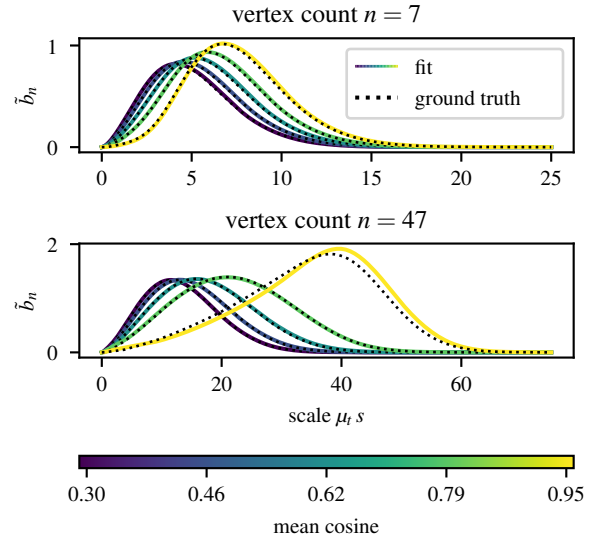 vertex count n = 7
b̃ₙ
1
0
fit
ground truth
0 5 10 15 20 25
vertex count n = 47
b̃ₙ
2
0
0 20 40 60
scale μₜ s
0.30 0.46 0.62 0.79 0.95
mean cosine